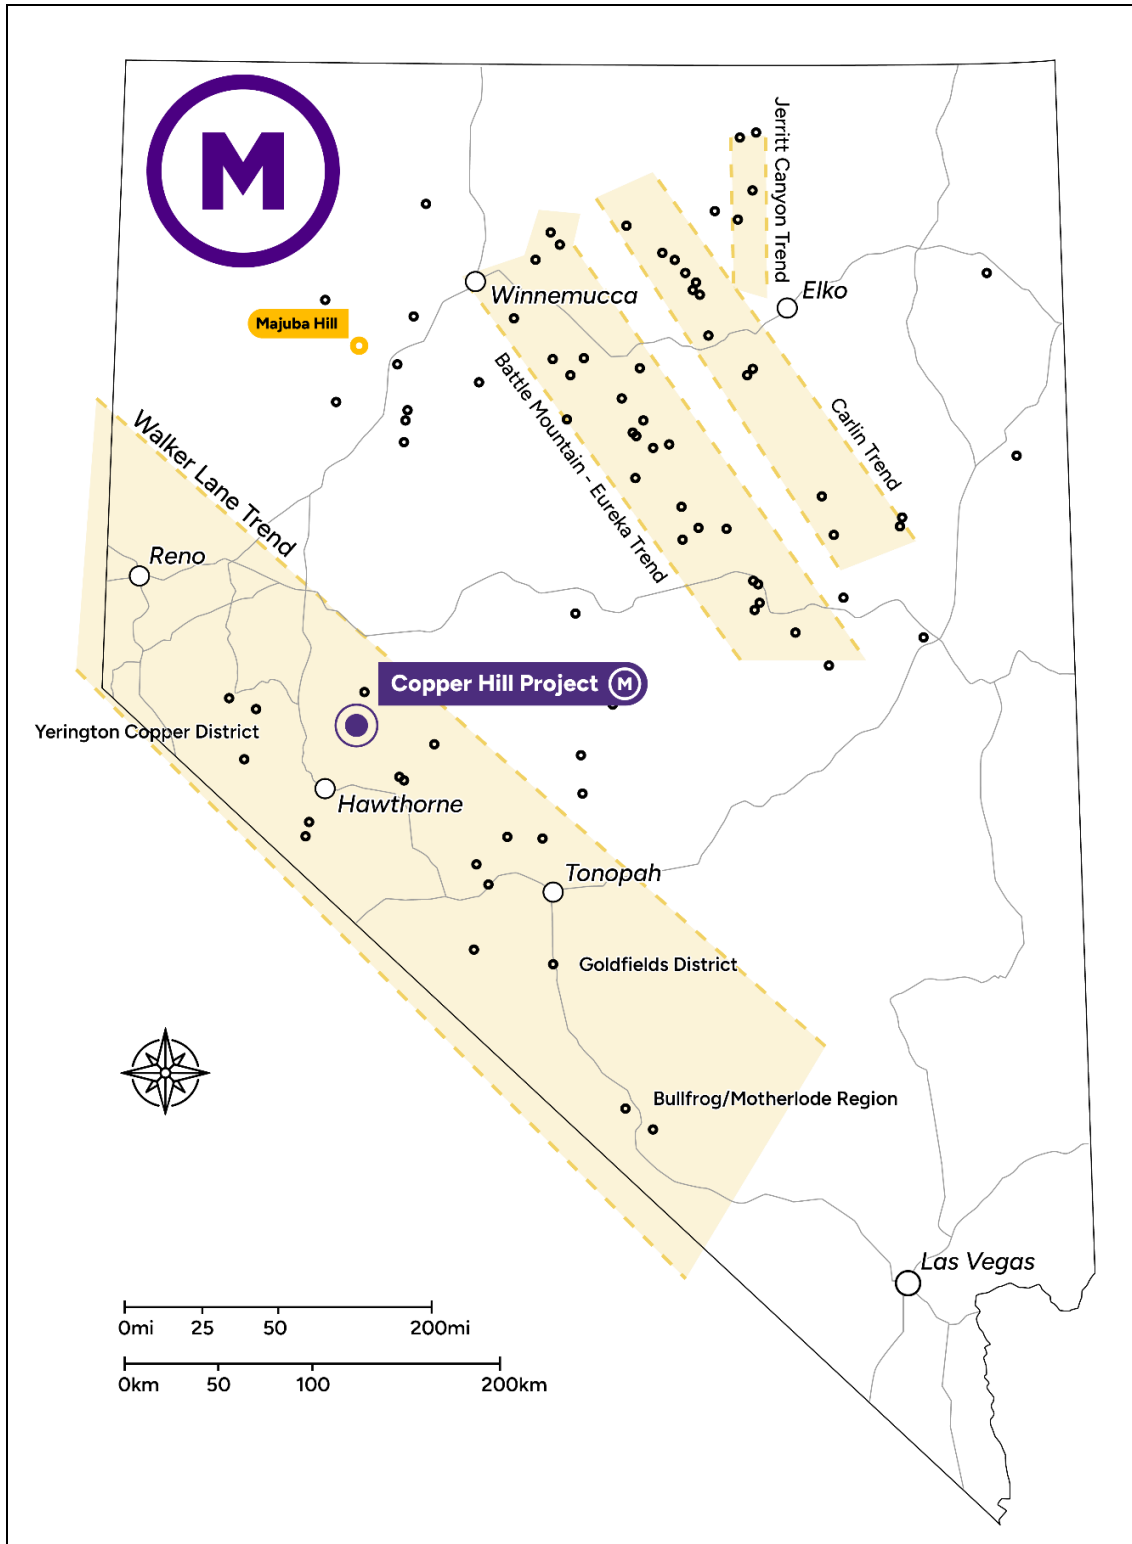 M
Jerritt Canyon Trend
Elko
Winnemucca
Majuba Hill
Battle Mountain - Eureka Trend
Carlin Trend
Walker Lane Trend
Reno
Copper Hill Project M
Yerington Copper District
Hawthorne
Tonopah
Goldfields District
Bullfrog/Motherlode Region
Las Vegas
0mi 25 50 200mi
0km 50 100 200km